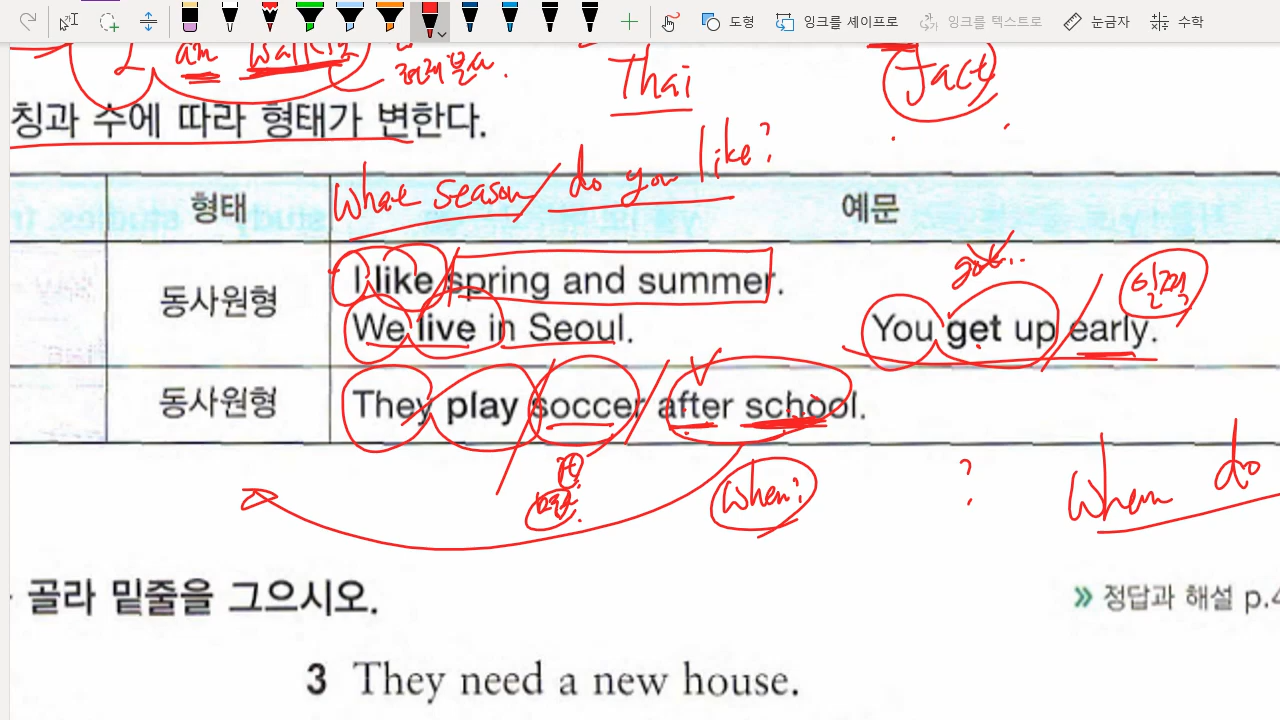 도형 잉크를 셰이프로 잉크를 텍스트로 눈금자 수학
I am
현재분사.
Thai
Fact
칭과 수에 따라 형태가 변한다.
What season / do you like?
형태 예문
동사원형
I like spring and summer.
We live in Seoul. You get up early.
일찍
동사원형 They play soccer after school.
when? ? When do
골라 밑줄을 그으시오.
» 정답과 해설 p.4
3 They need a new house.